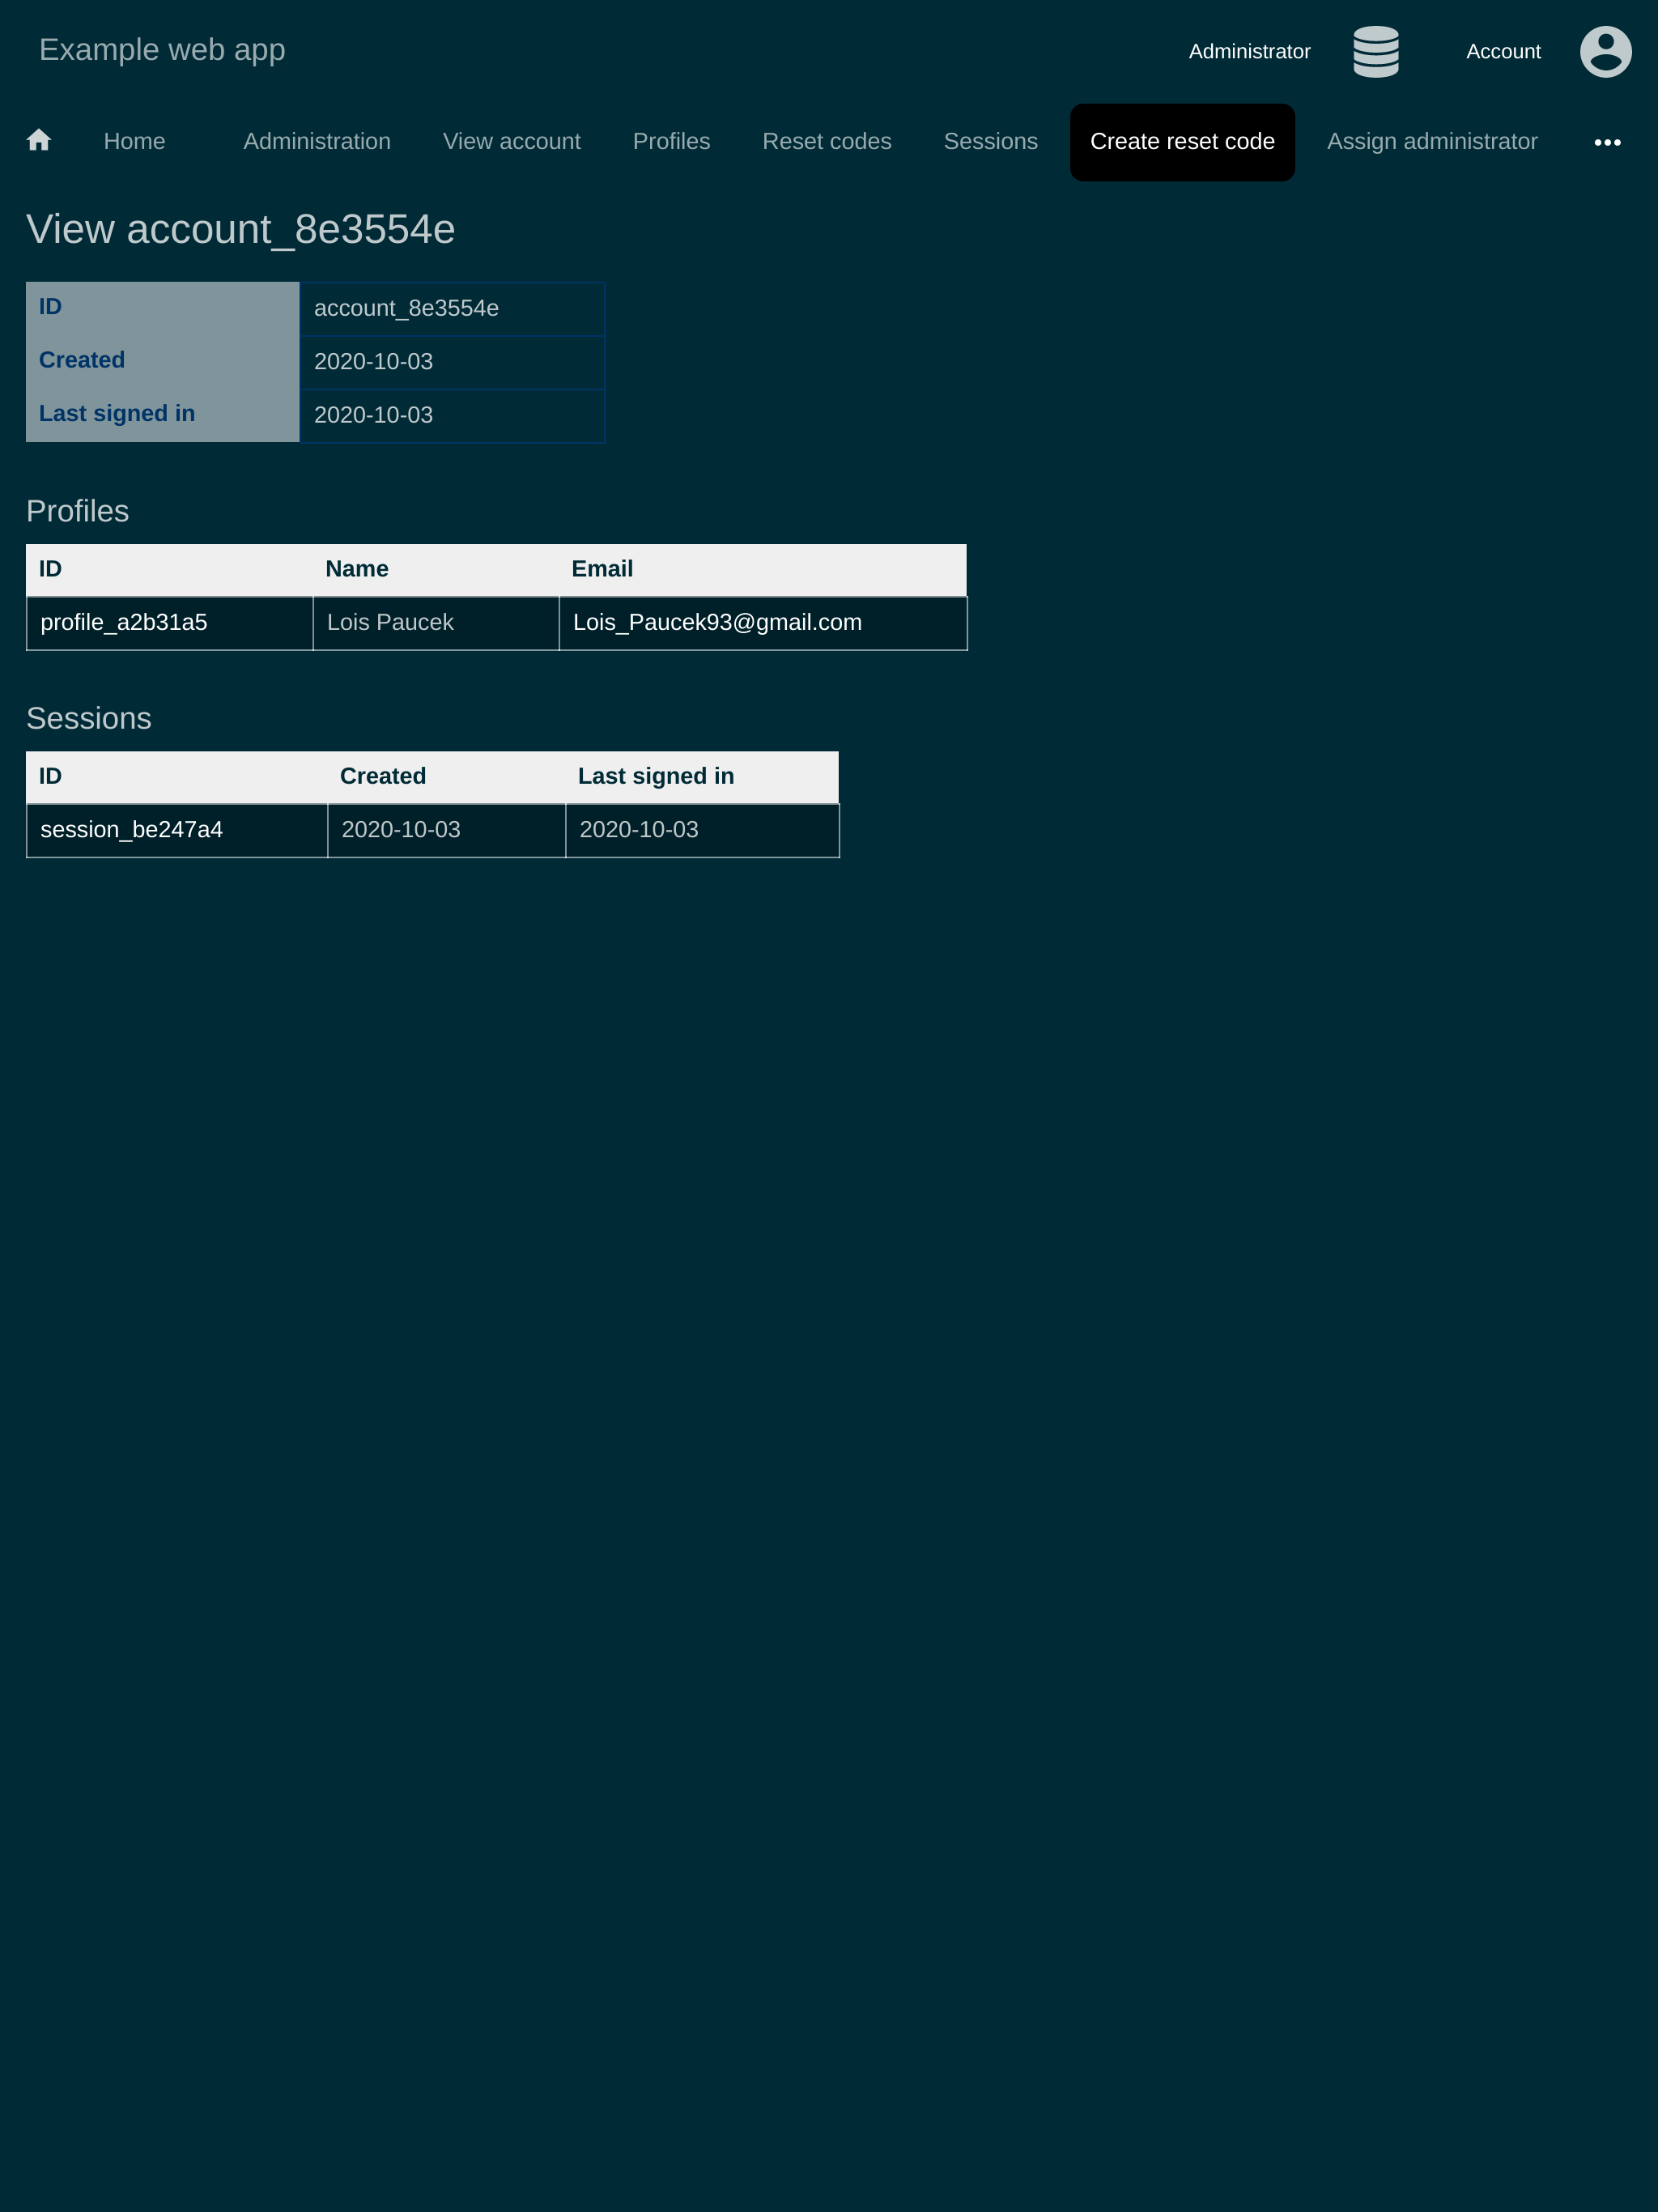 Example web app
Administrator
Account
Home
Administration
View account
Profiles
Reset codes
Sessions
Create reset code
Assign administrator
View account_8e3554e
ID account_8e3554e
Created 2020-10-03
Last signed in 2020-10-03
Profiles
ID Name Email
profile_a2b31a5 Lois Paucek Lois_Paucek93@gmail.com
Sessions
ID Created Last signed in
session_be247a4 2020-10-03 2020-10-03